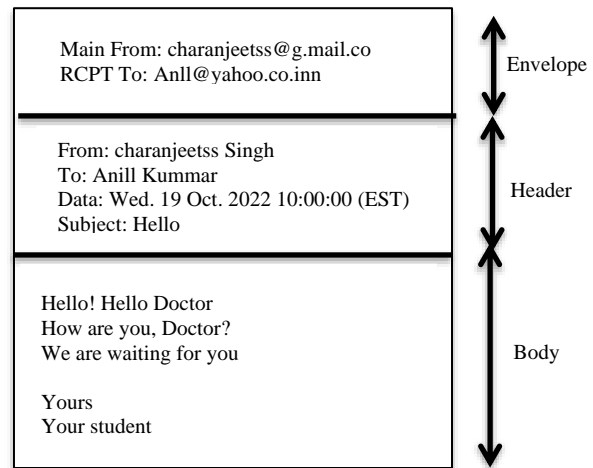 Main From: charanjeetss@g.mail.co
RCPT To: Anll@yahoo.co.inn
Envelope
From: charanjeetss Singh
To: Anill Kummar
Data: Wed. 19 Oct. 2022 10:00:00 (EST)
Subject: Hello
Header
Hello! Hello Doctor
How are you, Doctor?
We are waiting for you
Yours
Your student
Body